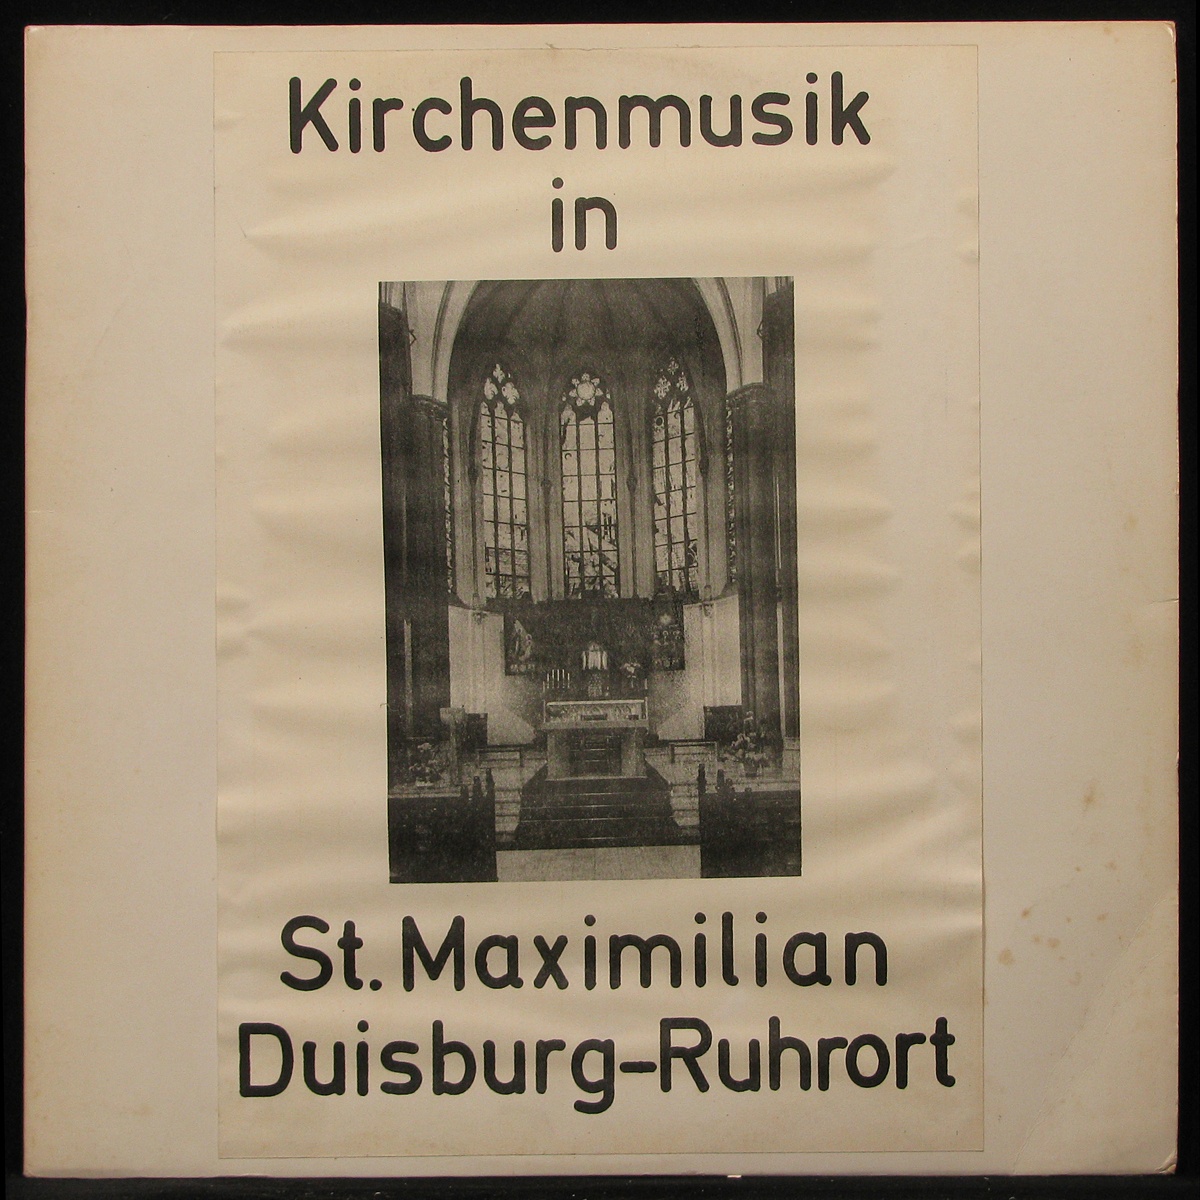 Kirchenmusik
in
St. Maximilian
Duisburg-Ruhrort